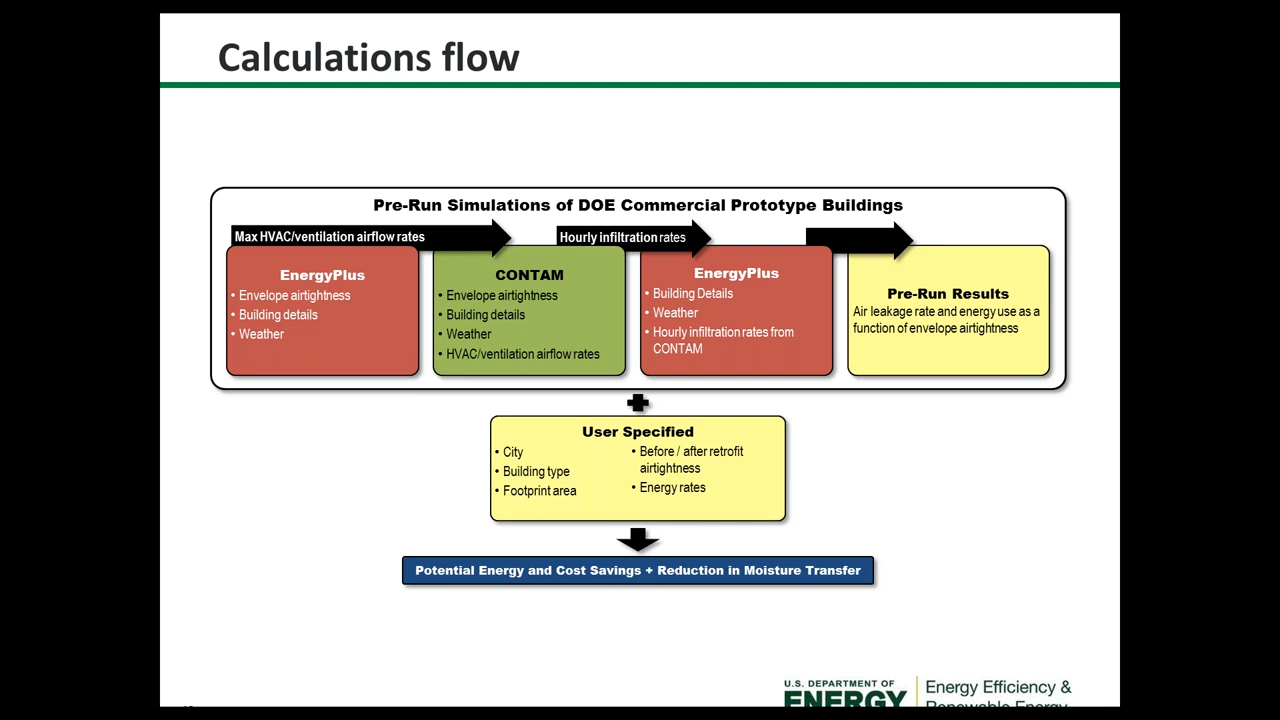 Calculations flow
Pre-Run Simulations of DOE Commercial Prototype Buildings
Max HVAC/ventilation airflow rates
Hourly infiltration rates
EnergyPlus
• Envelope airtightness
• Building details
• Weather
CONTAM
• Envelope airtightness
• Building details
• Weather
• HVAC/ventilation airflow rates
EnergyPlus
• Building Details
• Weather
• Hourly infiltration rates from
CONTAM
Pre-Run Results
Air leakage rate and energy use as a
function of envelope airtightness
User Specified
• City
• Building type
• Footprint area
• Before / after retrofit
airtightness
• Energy rates
Potential Energy and Cost Savings + Reduction in Moisture Transfer
U.S. DEPARTMENT OF
ENERGY
Energy Efficiency &
Renewable Energy